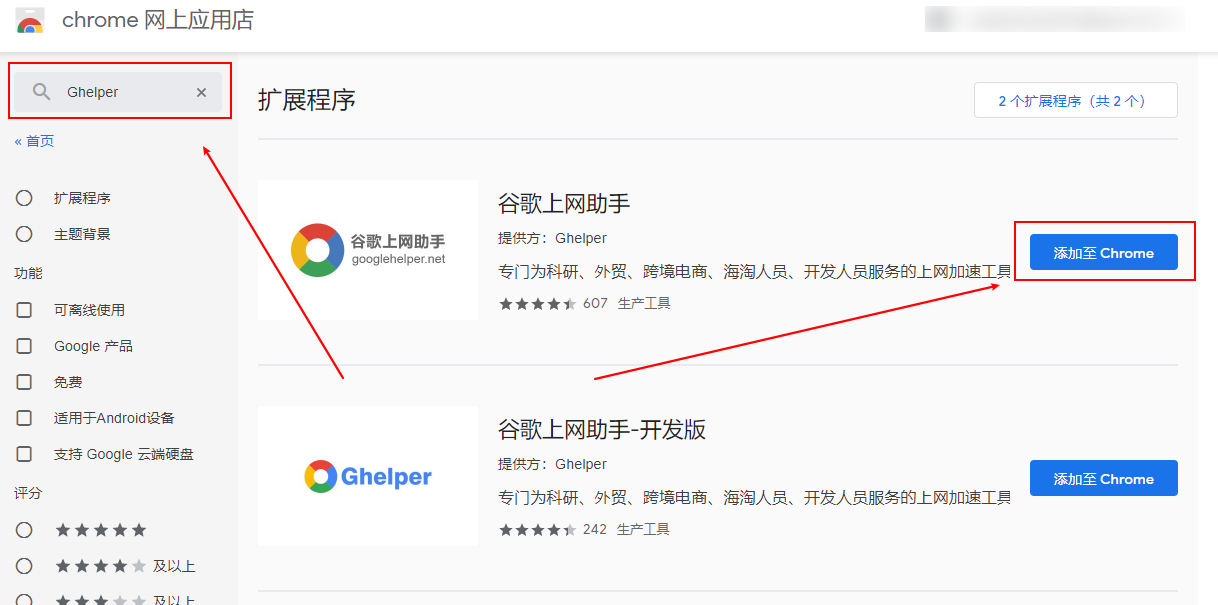 chrome 网上应用店
Ghelper ×
« 首页
扩展程序
主题背景
功能
可离线使用
Google 产品
免费
适用于Android设备
支持 Google 云端硬盘
评分
及以上
及以上
扩展程序
2 个扩展程序（共 2 个）
谷歌上网助手
googlehelper.net
谷歌上网助手
提供方：Ghelper
专门为科研、外贸、跨境电商、海淘人员、开发人员服务的上网加速工具
607 生产工具
添加至 Chrome
Ghelper
谷歌上网助手-开发版
提供方：Ghelper
专门为科研、外贸、跨境电商、海淘人员、开发人员服务的上网加速工具
242 生产工具
添加至 Chrome